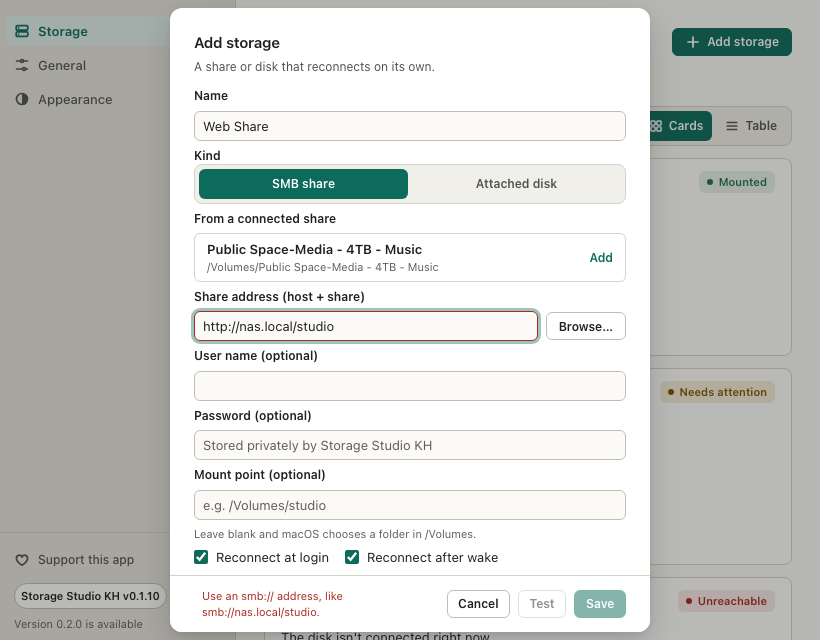 Storage
General
Appearance
Support this app
Storage Studio KH v0.1.10
Version 0.2.0 is available
Add storage
Cards
Table
Mounted
Needs attention
Unreachable
The disk isn't connected right now
Add storage
A share or disk that reconnects on its own.
Name
Web Share
Kind
SMB share
Attached disk
From a connected share
Public Space-Media - 4TB - Music
/Volumes/Public Space-Media - 4TB - Music
Add
Share address (host + share)
http://nas.local/studio
Browse...
User name (optional)
Password (optional)
Stored privately by Storage Studio KH
Mount point (optional)
e.g. /Volumes/studio
Leave blank and macOS chooses a folder in /Volumes.
Reconnect at login
Reconnect after wake
Use an smb:// address, like
smb://nas.local/studio.
Cancel
Test
Save